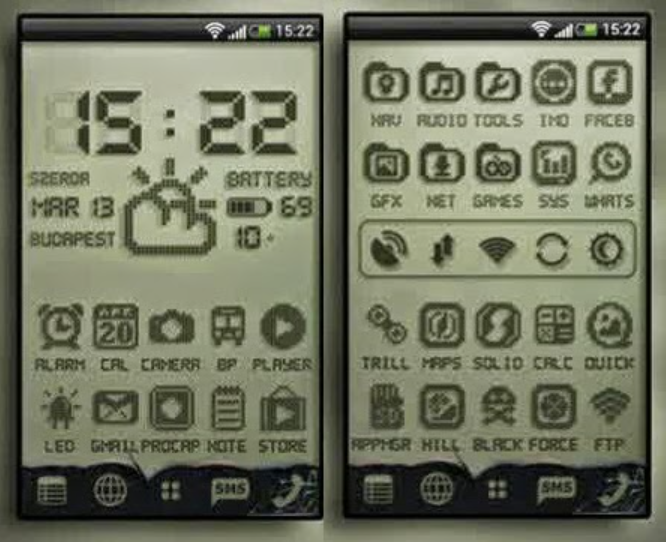 15:22
15:22
SZERDA
BATTERY
MAR 13
69
BUDAPEST
10°
ALARM CAL CAMERA BP PLAYER
APR
20
LED GMAIL PROCAP NOTE STORE
SMS
15:22
NAV AUDIO TOOLS IMO FACEB
GFX NET GAMES SYS WHATS
TRILL MAPS SOLID CALC QUICK
APPMGR HILL BLACK FORCE FTP
SMS